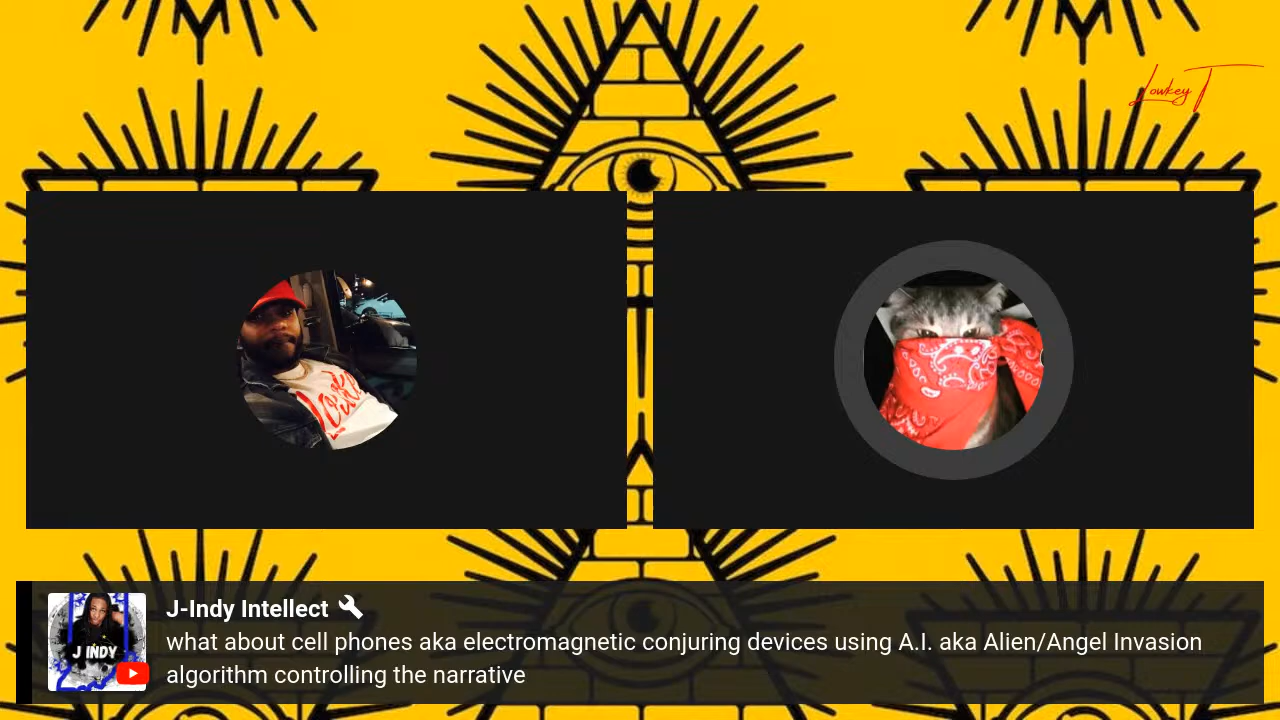 Lowkey T
J INDY
J-Indy Intellect
what about cell phones aka electromagnetic conjuring devices using A.I. aka Alien/Angel Invasion
algorithm controlling the narrative